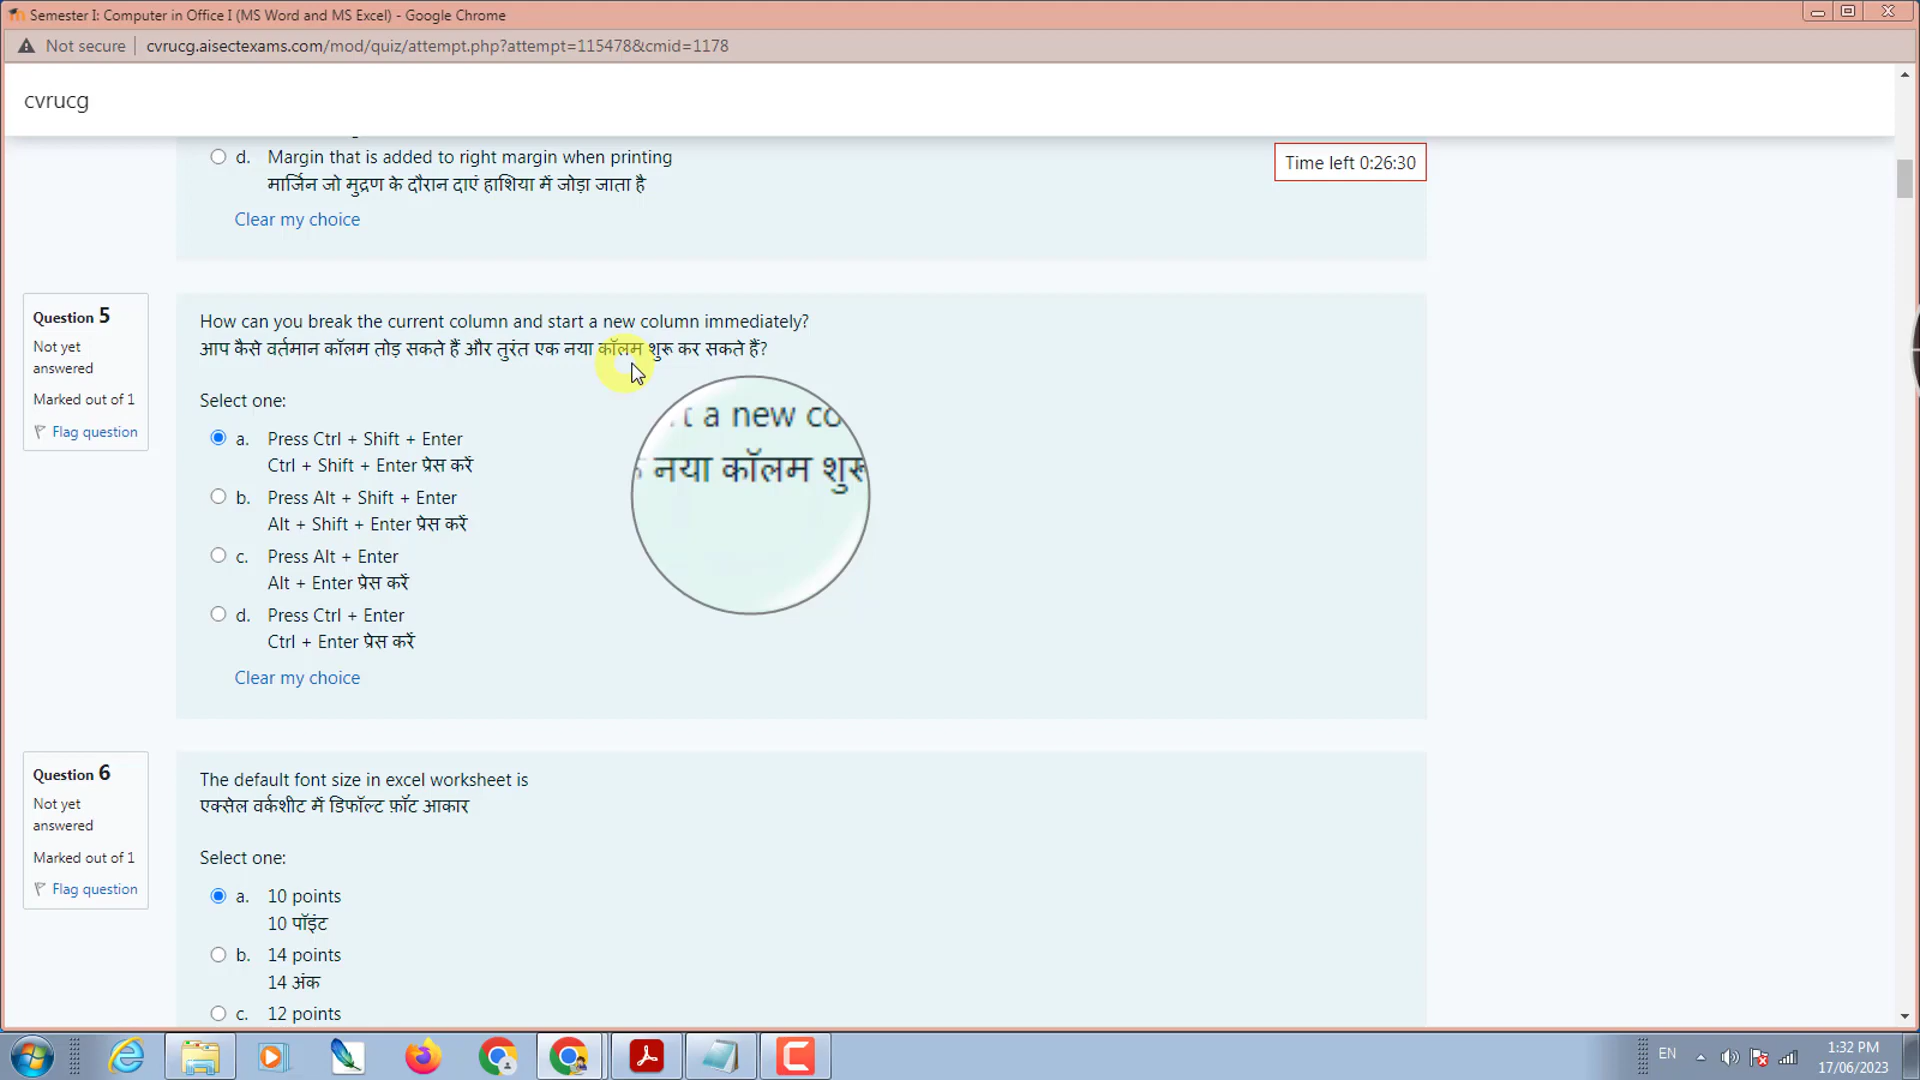 Semester I: Computer in Office I (MS Word and MS Excel) - Google Chrome
Not secure
cvrucg.aisectexams.com/mod/quiz/attempt.php?attempt=115478&cmid=1178
cvrucg
d. Margin that is added to right margin when printing
मार्जिन जो मुद्रण के दौरान दाएं हाशिया में जोड़ा जाता है
Clear my choice
Time left 0:26:30
Question 5
Not yet
answered
Marked out of 1
Flag question
How can you break the current column and start a new column immediately?
आप कैसे वर्तमान कॉलम तोड़ सकते हैं और तुरंत एक नया कॉलम शुरू कर सकते हैं?
Select one:
a. Press Ctrl + Shift + Enter
Ctrl + Shift + Enter प्रेस करें
b. Press Alt + Shift + Enter
Alt + Shift + Enter प्रेस करें
c. Press Alt + Enter
Alt + Enter प्रेस करें
d. Press Ctrl + Enter
Ctrl + Enter प्रेस करें
Clear my choice
t a new co
नया कॉलम शुरू
Question 6
Not yet
answered
Marked out of 1
Flag question
The default font size in excel worksheet is
एक्सेल वर्कशीट में डिफॉल्ट फ़ॉंट आकार
Select one:
a. 10 points
10 पॉइंट
b. 14 points
14 अंक
c. 12 points
EN
1:32 PM
17/06/2023